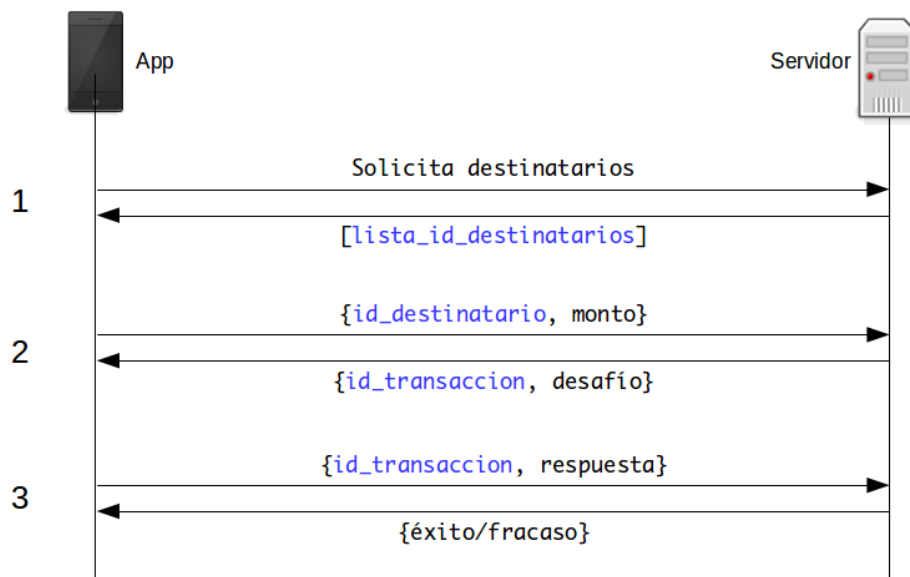 App
Servidor
Solicita destinatarios
1
[lista_id_destinatarios]
{id_destinatario, monto}
2
{id_transaccion, desafío}
{id_transaccion, respuesta}
3
{éxito/fracaso}